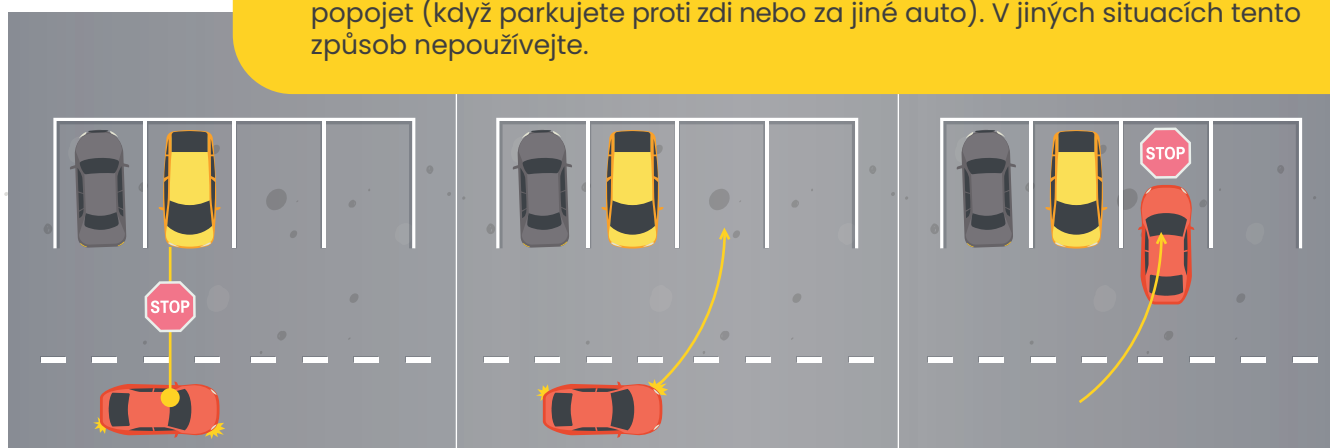 popojet (když parkujete proti zdi nebo za jiné auto). V jiných situacích tento
způsob nepoužívejte.
STOP
STOP